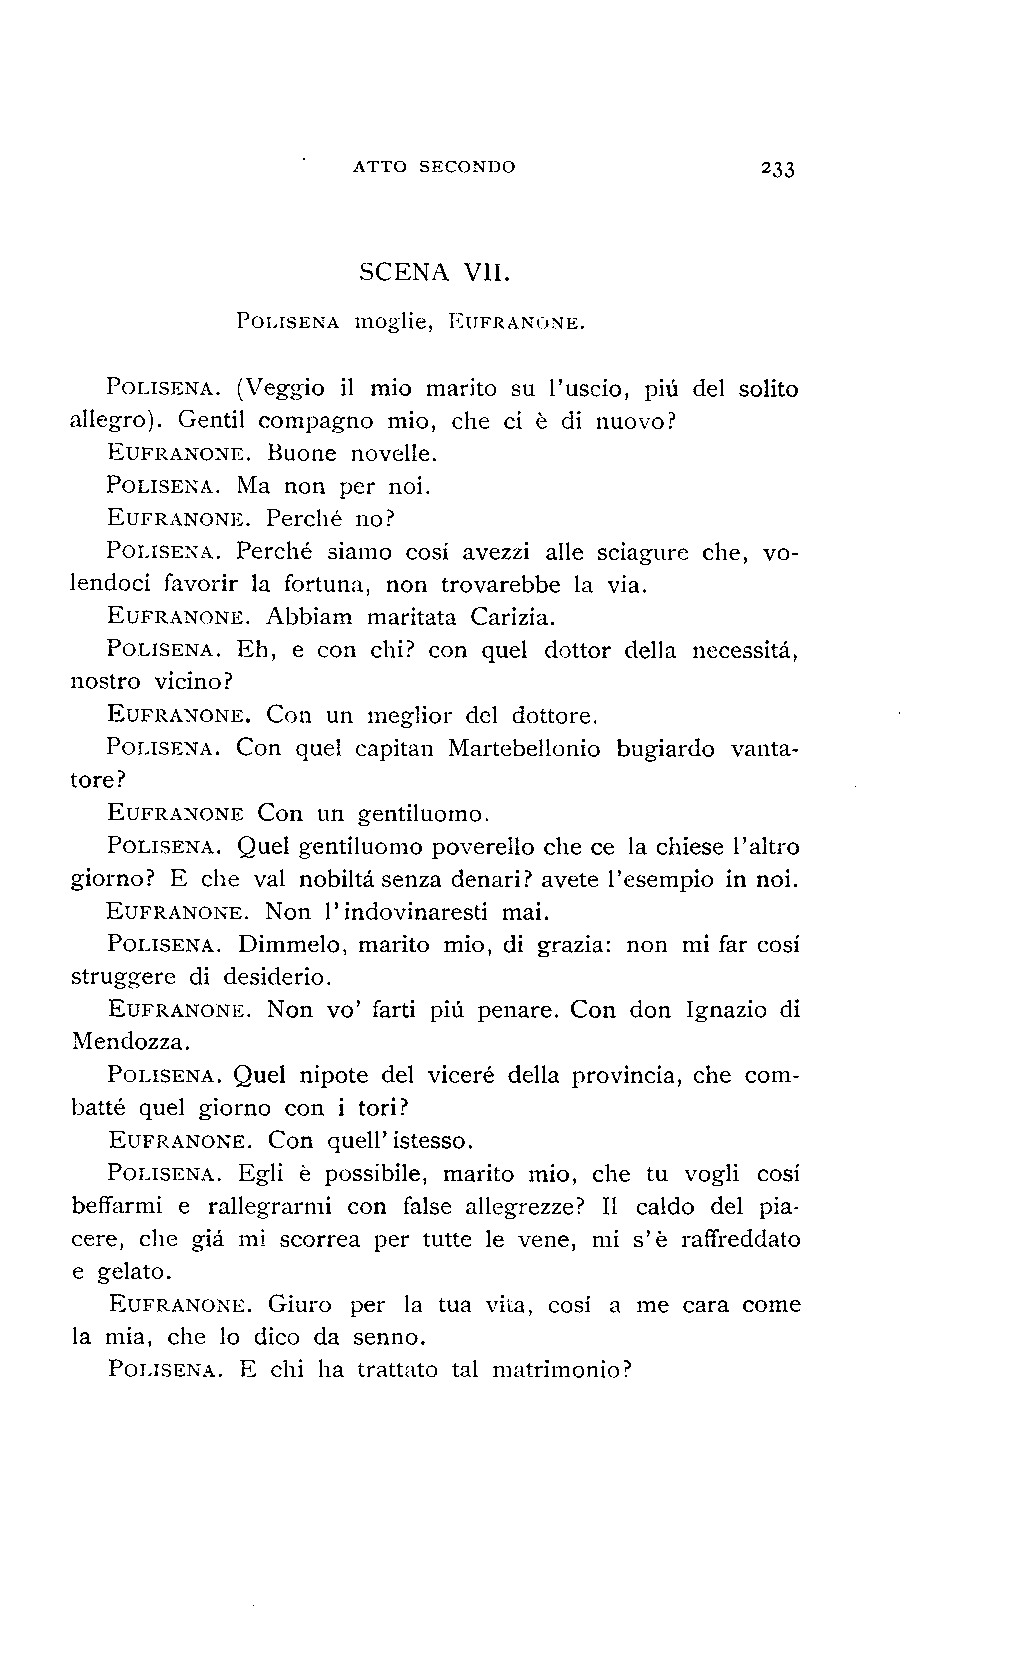 ATTO SECONDO 233
SCENA VII.
POLISENA moglie, EUFRANONE.
POLISENA. (Veggio il mio marito su l'uscio, piú del solito
allegro). Gentil compagno mio, che ci è di nuovo?
EUFRANONE. Buone novelle.
POLISENA. Ma non per noi.
EUFRANONE. Perché no?
POLISENA. Perché siamo cosí avezzi alle sciagure che, vo-
lendoci favorir la fortuna, non trovarebbe la via.
EUFRANONE. Abbiam maritata Carizia.
POLISENA. Eh, e con chi? con quel dottor della necessitá,
nostro vicino?
EUFRANONE. Con un meglior del dottore.
POLISENA. Con quel capitan Martebellonio bugiardo vanta-
tore?
EUFRANONE Con un gentiluomo.
POLISENA. Quel gentiluomo poverello che ce la chiese l'altro
giorno? E che val nobiltá senza denari? avete l'esempio in noi.
EUFRANONE. Non l'indovinaresti mai.
POLISENA. Dimmelo, marito mio, di grazia: non mi far cosí
struggere di desiderio.
EUFRANONE. Non vo' farti piú penare. Con don Ignazio di
Mendozza.
POLISENA. Quel nipote del viceré della provincia, che com-
batté quel giorno con i tori?
EUFRANONE. Con quell'istesso.
POLISENA. Egli è possibile, marito mio, che tu vogli cosí
beffarmi e rallegrarmi con false allegrezze? Il caldo del pia-
cere, che giá mi scorrea per tutte le vene, mi s'è raffreddato
e gelato.
EUFRANONE. Giuro per la tua vita, cosí a me cara come
la mia, che lo dico da senno.
POLISENA. E chi ha trattato tal matrimonio?